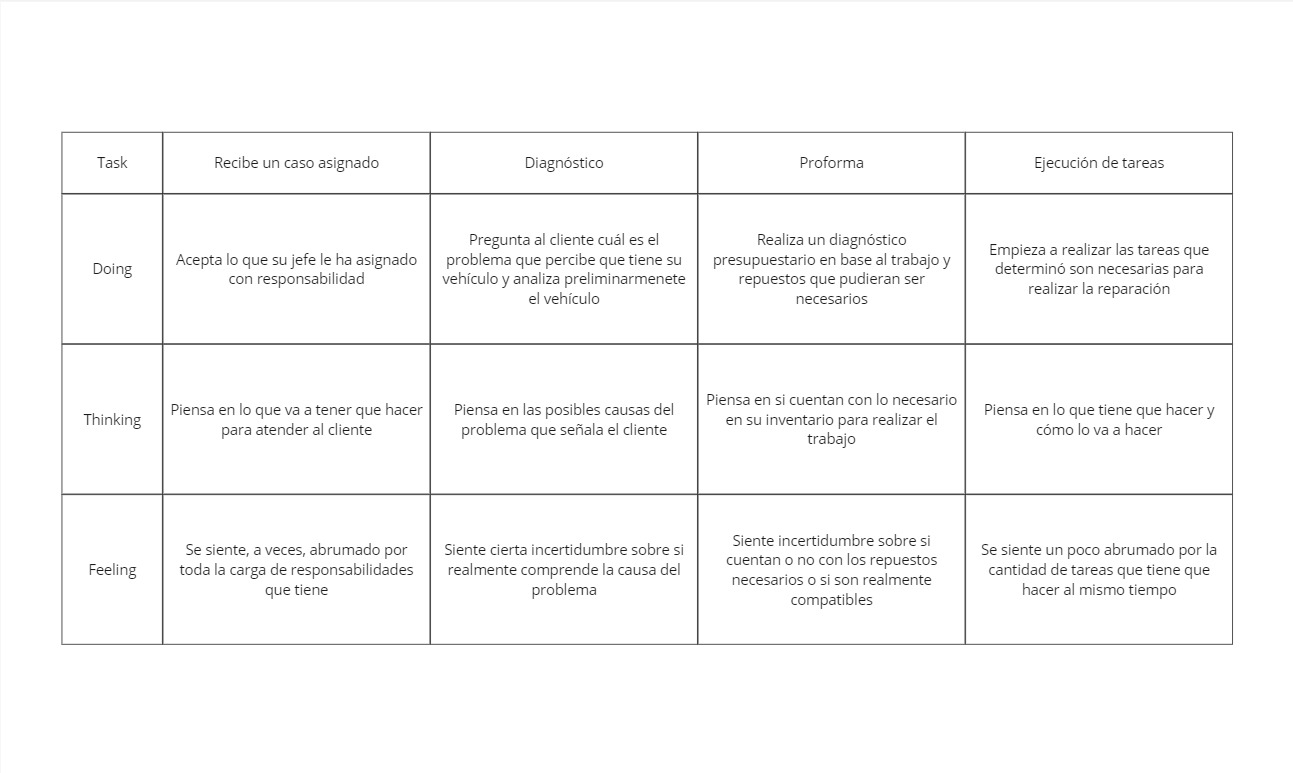 Task
Recibe un caso asignado
Diagnóstico
Proforma
Ejecución de tareas
Doing
Acepta lo que su jefe le ha asignado
con responsabilidad
Pregunta al cliente cuál es el
problema que percibe que tiene su
vehículo y analiza preliminarmenete
el vehículo
Realiza un diagnóstico
presupuestario en base al trabajo y
repuestos que pudieran ser
necesarios
Empieza a realizar las tareas que
determinó son necesarias para
realizar la reparación
Thinking
Piensa en lo que va a tener que hacer
para atender al cliente
Piensa en las posibles causas del
problema que señala el cliente
Piensa en si cuentan con lo necesario
en su inventario para realizar el
trabajo
Piensa en lo que tiene que hacer y
cómo lo va a hacer
Feeling
Se siente, a veces, abrumado por
toda la carga de responsabilidades
que tiene
Siente cierta incertidumbre sobre si
realmente comprende la causa del
problema
Siente incertidumbre sobre si
cuentan o no con los repuestos
necesarios o si son realmente
compatibles
Se siente un poco abrumado por la
cantidad de tareas que tiene que
hacer al mismo tiempo